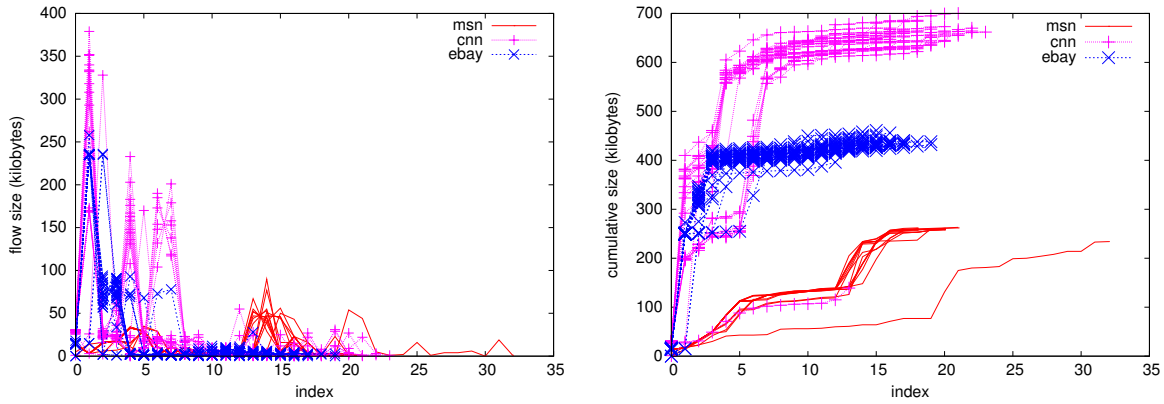 400
350
300
250
200
150
100
50
0
flow size (kilobytes)
0 5 10 15 20 25 30 35
index
msn
cnn
ebay
700
600
500
400
300
200
100
0
cumulative size (kilobytes)
0 5 10 15 20 25 30 35
index
msn
cnn
ebay